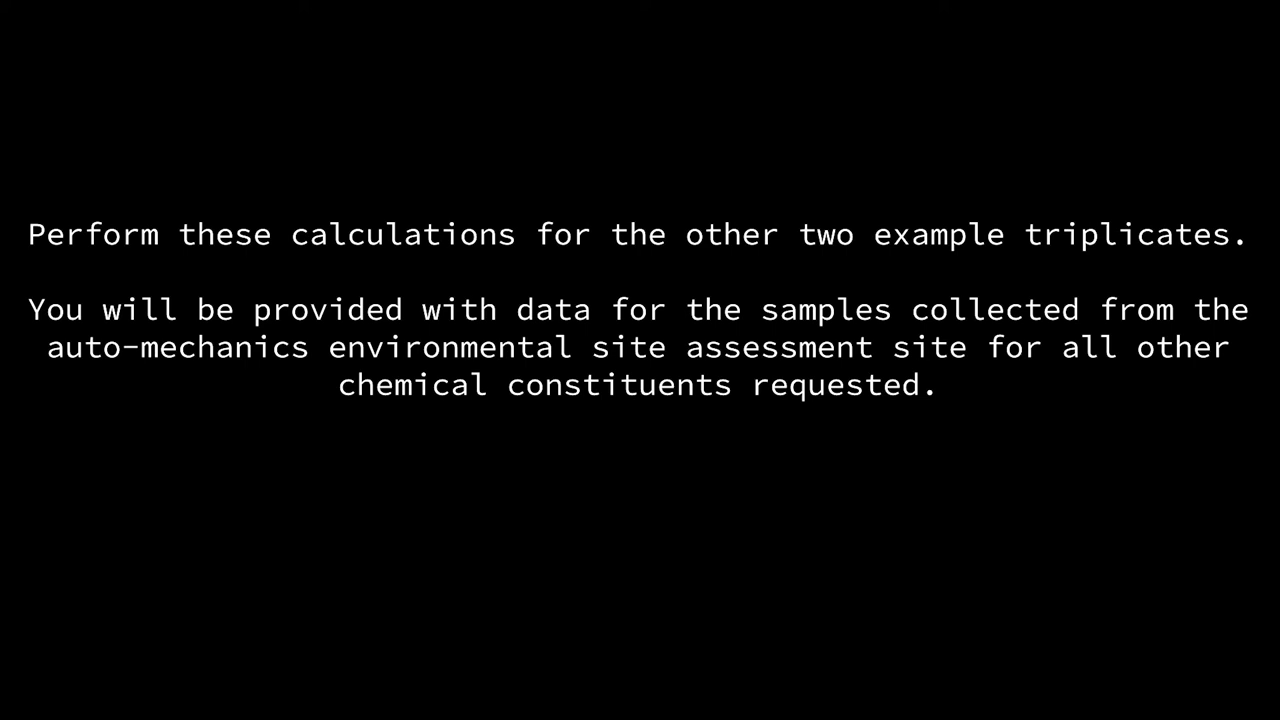 Perform these calculations for the other two example triplicates.
You will be provided with data for the samples collected from the
auto-mechanics environmental site assessment site for all other
chemical constituents requested.